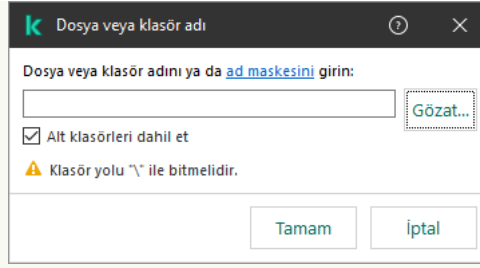 Dosya veya klasör adı
Dosya veya klasör adını ya da ad maskesini girin:
Gözat...
Alt klasörleri dahil et
Klasör yolu "\" ile bitmelidir.
Tamam
İptal